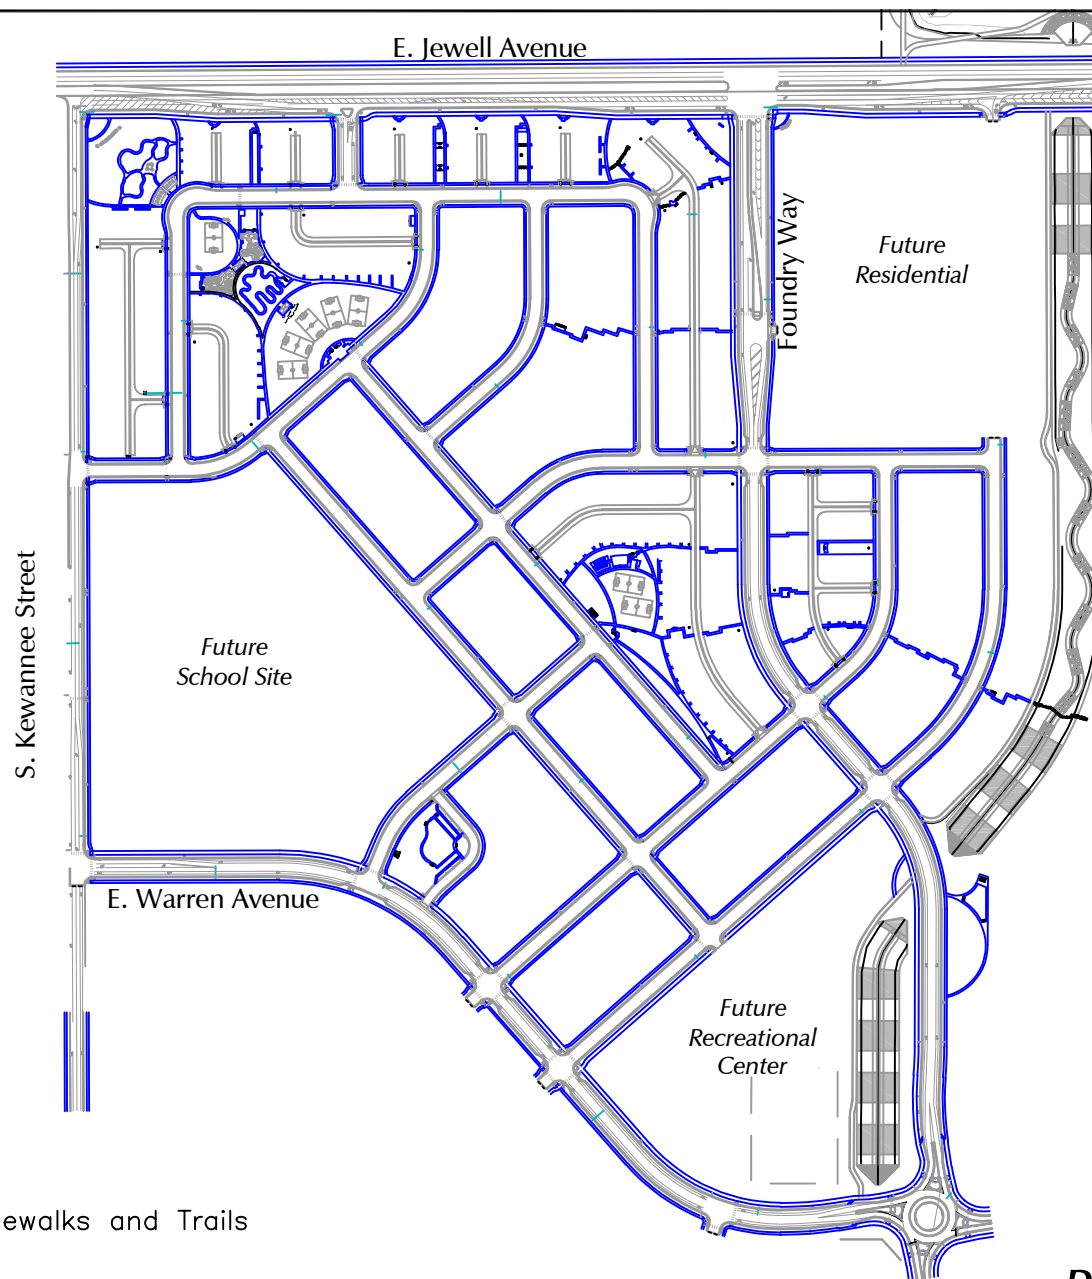 E. Jewell Avenue
Foundry Way
Future
Residential
S. Kewannee Street
Future
School Site
E. Warren Avenue
Future
Recreational
Center
ewalks and Trails